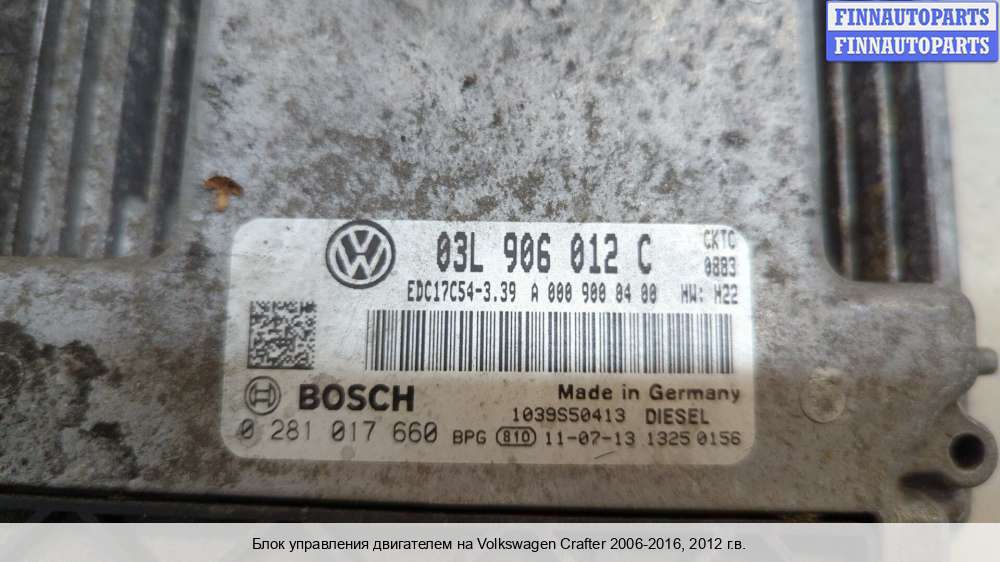 FINNAUTOPARTS
FINNAUTOPARTS
VW 03L 906 012 C CKTC
0883
EDC17C54-3.39 A 000 900 04 00 HW: H22
BOSCH Made in Germany
1039S50413 DIESEL
0 281 017 660 BPG 810 11-07-13 1325 0156
Блок управления двигателем на Volkswagen Crafter 2006-2016, 2012 г.в.